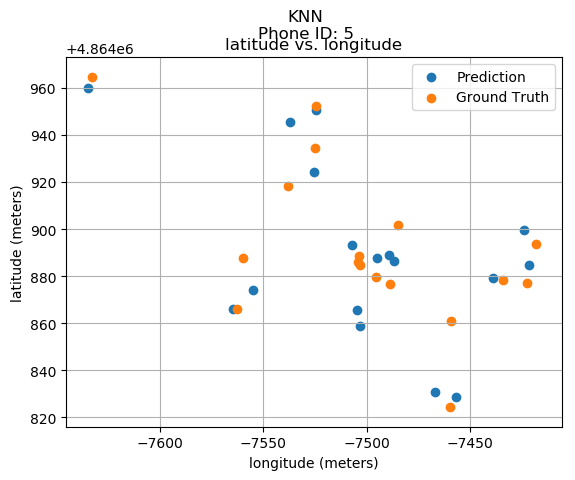 KNN
Phone ID: 5
latitude vs. longitude
+4.864e6
Prediction
Ground Truth
960
940
920
900
880
860
840
820
latitude (meters)
−7600
−7550
−7500
−7450
longitude (meters)